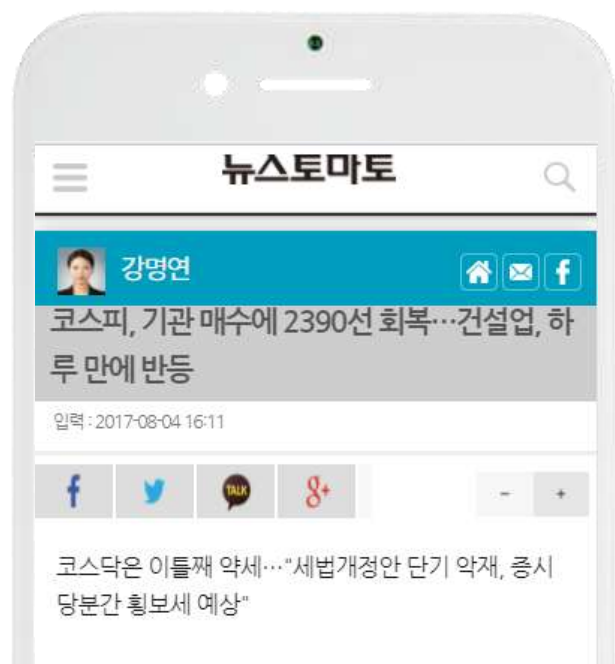 뉴스토마토
강명연
코스피, 기관 매수에 2390선 회복…건설업, 하
루 만에 반등
입력 : 2017-08-04 16:11
f
TALK
g+
- +
코스닥은 이틀째 약세…"세법개정안 단기 악재, 증시
당분간 횡보세 예상"